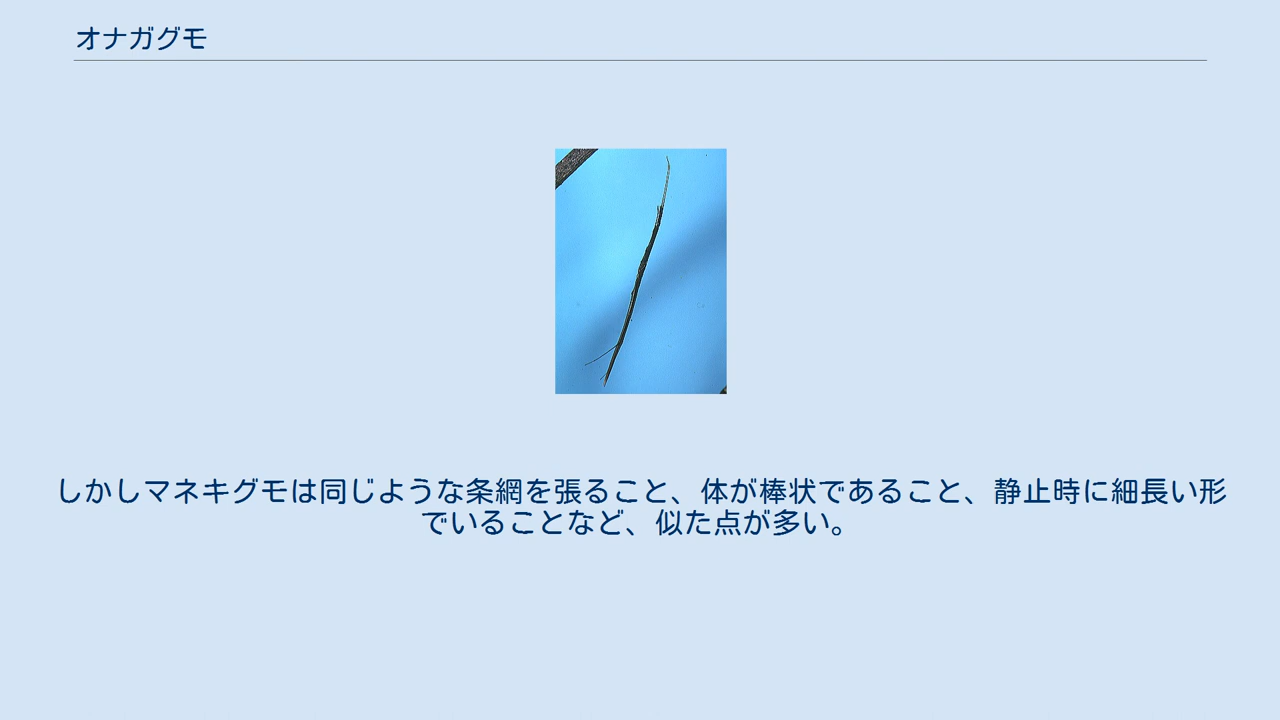 オナガグモ
しかしマネキグモは同じような条網を張ること、体が棒状であること、静止時に細長い形
でいることなど、似た点が多い。